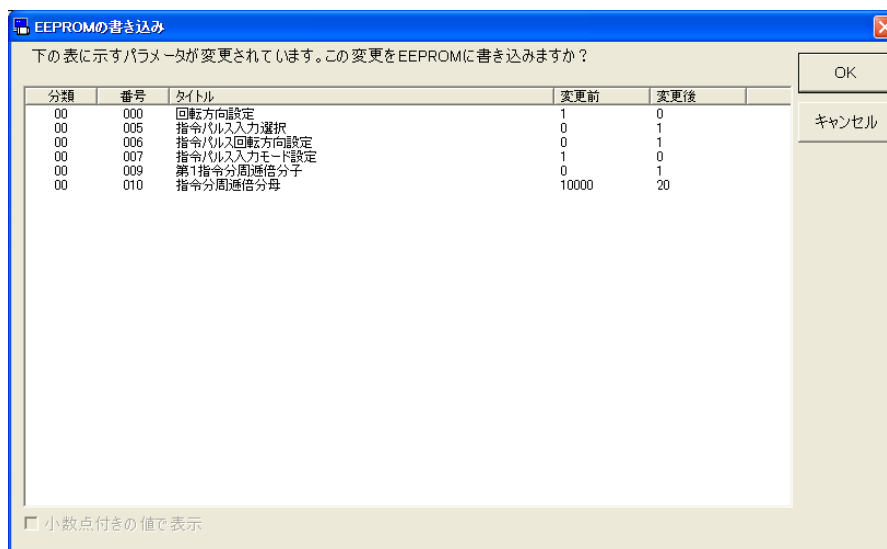 EEPROMの書き込み
下の表に示すパラメータが変更されています。この変更をEEPROMに書き込みますか？
OK
キャンセル
分類 番号 タイトル 変更前 変更後
00 000 回転方向設定 1 0
00 005 指令パルス入力選択 0 1
00 006 指令パルス回転方向設定 0 1
00 007 指令パルス入力モード設定 1 0
00 009 第1指令分周逓倍分子 0 1
00 010 指令分周逓倍分母 10000 20
小数点付きの値で表示